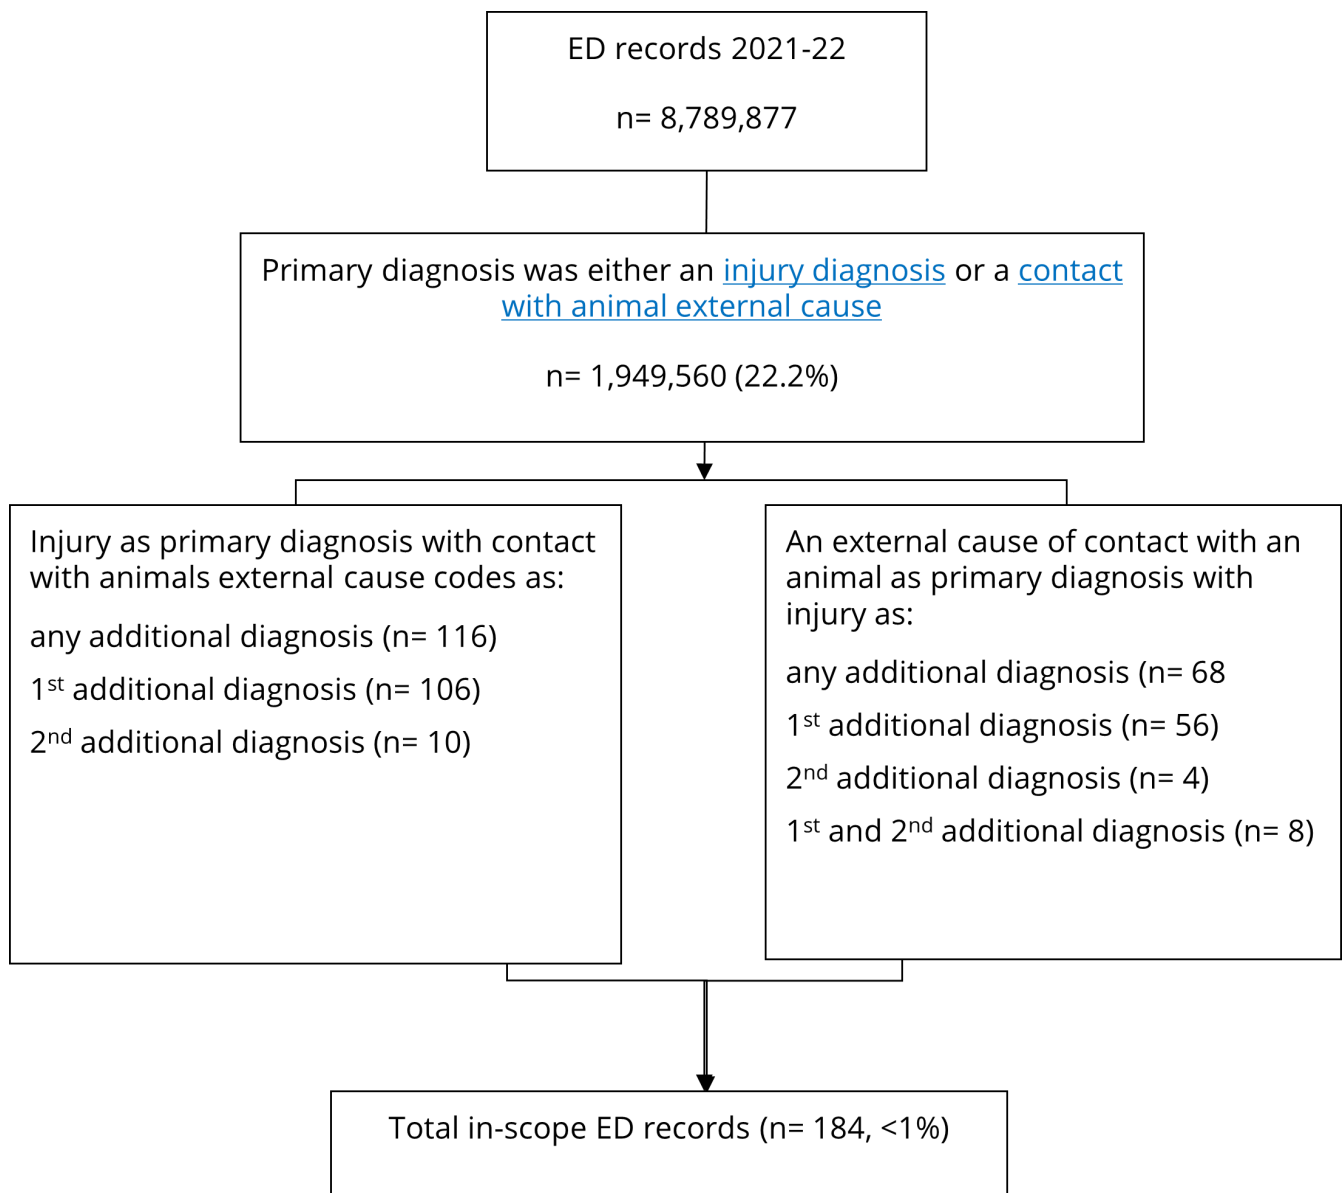 ED records 2021-22
n= 8,789,877
Primary diagnosis was either an injury diagnosis or a contact
with animal external cause
n= 1,949,560 (22.2%)
Injury as primary diagnosis with contact
with animals external cause codes as:
any additional diagnosis (n= 116)
1st additional diagnosis (n= 106)
2nd additional diagnosis (n= 10)
An external cause of contact with an
animal as primary diagnosis with
injury as:
any additional diagnosis (n= 68
1st additional diagnosis (n= 56)
2nd additional diagnosis (n= 4)
1st and 2nd additional diagnosis (n= 8)
Total in-scope ED records (n= 184, <1%)